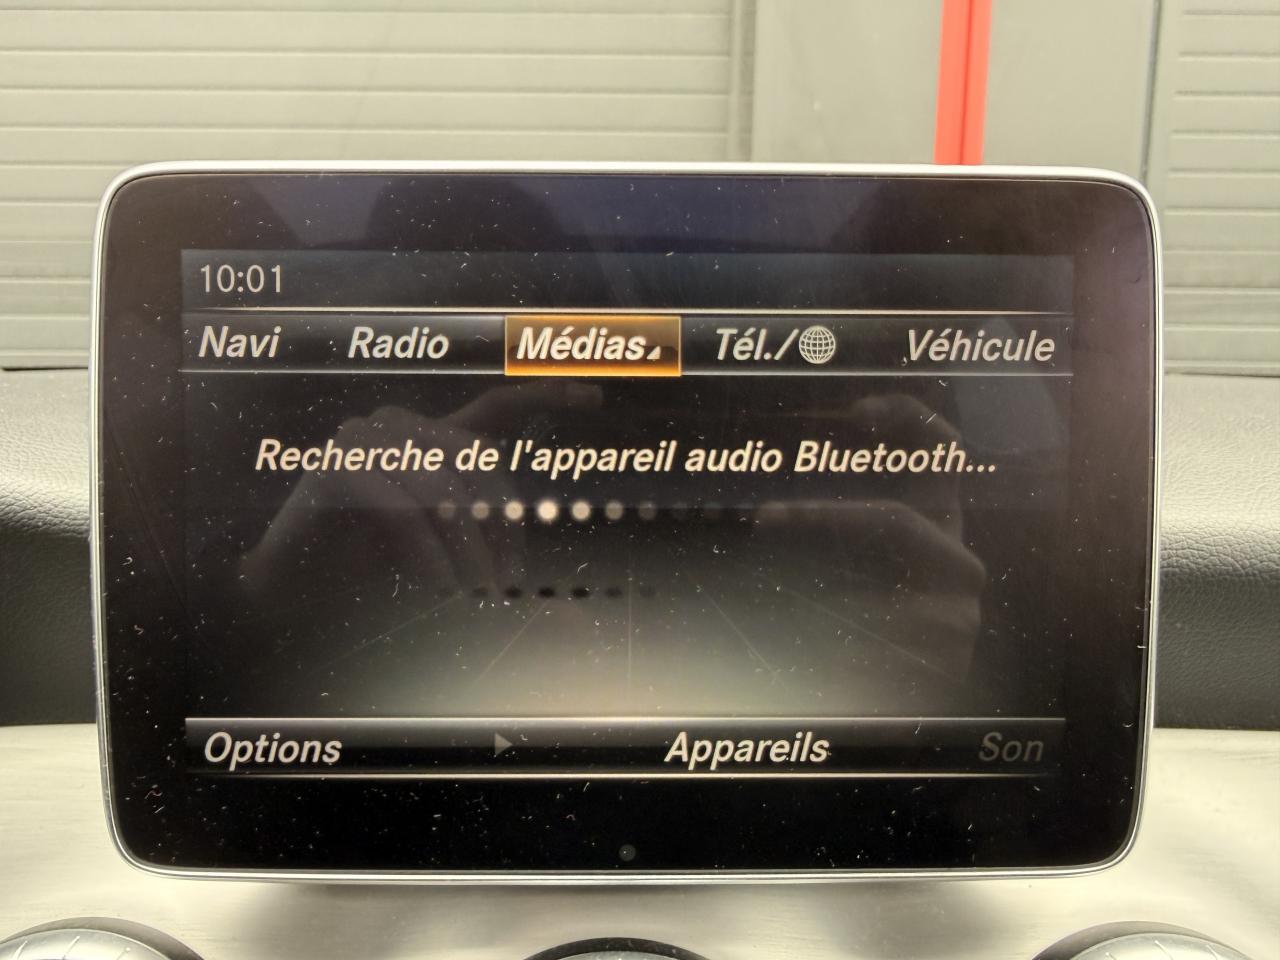 10:01
Navi Radio Médias Tél./ Véhicule
Recherche de l'appareil audio Bluetooth...
Options Appareils Son